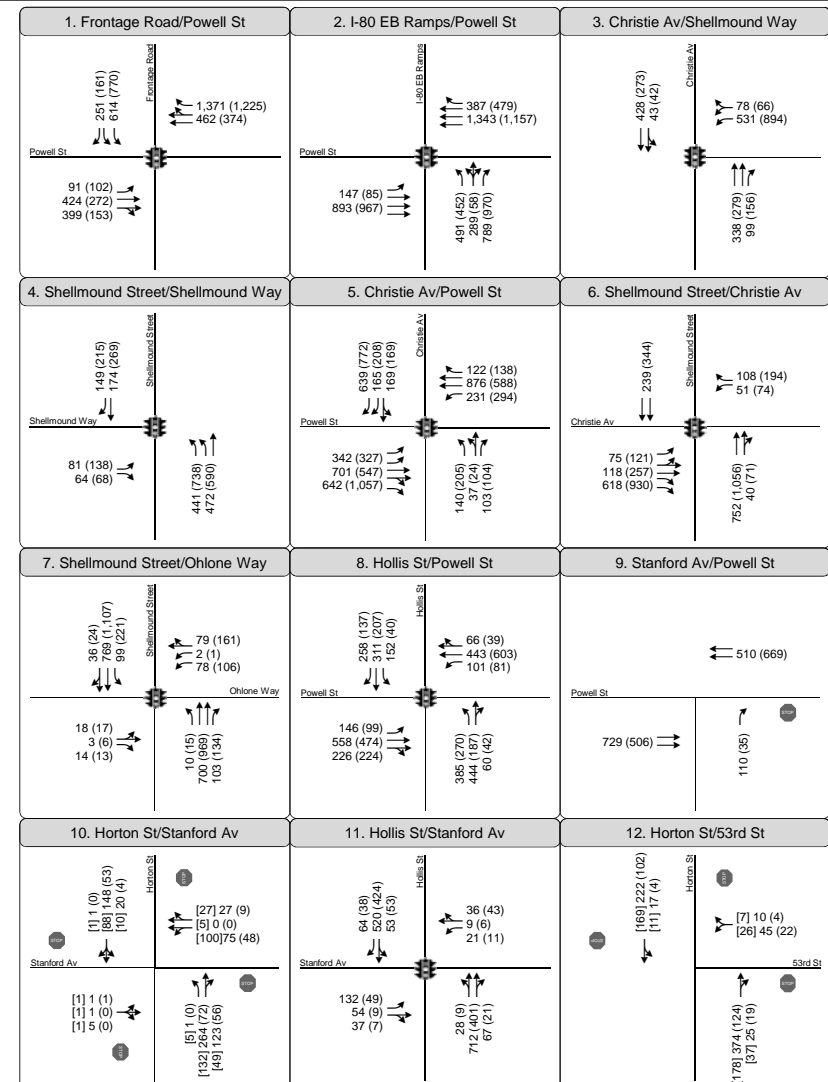 1. Frontage Road/Powell St
251 (161)
614 (770)
Frontage Road
1,371 (1,225)
462 (374)
Powell St
91 (102)
424 (272)
399 (153)
2. I-80 EB Ramps/Powell St
I-80 EB Ramps
387 (479)
1,343 (1,157)
Powell St
147 (85)
893 (967)
491 (452)
289 (58)
789 (970)
3. Christie Av/Shellmound Way
428 (273)
43 (42)
Christie Av
78 (66)
531 (894)
338 (279)
99 (156)
4. Shellmound Street/Shellmound Way
149 (215)
174 (269)
Shellmound Street
Shellmound Way
81 (138)
64 (68)
441 (738)
472 (590)
5. Christie Av/Powell St
639 (772)
165 (208)
169 (169)
Christie Av
122 (138)
876 (588)
231 (294)
Powell St
342 (327)
701 (547)
642 (1,057)
140 (205)
37 (24)
103 (104)
6. Shellmound Street/Christie Av
239 (344)
Shellmound Street
108 (194)
51 (74)
Christie Av
75 (121)
118 (257)
618 (930)
752 (1,056)
40 (71)
7. Shellmound Street/Ohlone Way
36 (24)
769 (1,107)
99 (221)
Shellmound Street
79 (161)
2 (1)
78 (106)
Ohlone Way
18 (17)
3 (6)
14 (13)
10 (15)
700 (969)
103 (134)
8. Hollis St/Powell St
258 (137)
311 (207)
152 (40)
Hollis St
66 (39)
443 (603)
101 (81)
Powell St
146 (99)
558 (474)
226 (224)
385 (270)
444 (187)
60 (42)
9. Stanford Av/Powell St
510 (669)
Powell St
STOP
729 (506)
110 (35)
10. Horton St/Stanford Av
[1] 1 (0)
[88] 148 (53)
[10] 20 (4)
Horton St
STOP
[27] 27 (9)
[5] 0 (0)
[100]75 (48)
STOP
Stanford Av
STOP
[1] 1 (1)
[1] 1 (0)
[1] 5 (0)
STOP
[5] 1 (0)
[132] 264 (72)
[49] 123 (56)
11. Hollis St/Stanford Av
64 (38)
520 (424)
53 (53)
Hollis St
36 (43)
9 (6)
21 (11)
Stanford Av
132 (49)
54 (9)
37 (7)
28 (9)
712 (401)
67 (21)
12. Horton St/53rd St
[169] 222 (102)
[11] 17 (4)
Horton St
STOP
[7] 10 (4)
[26] 45 (22)
STOP
53rd St
STOP
[178] 374 (124)
[37] 25 (19)